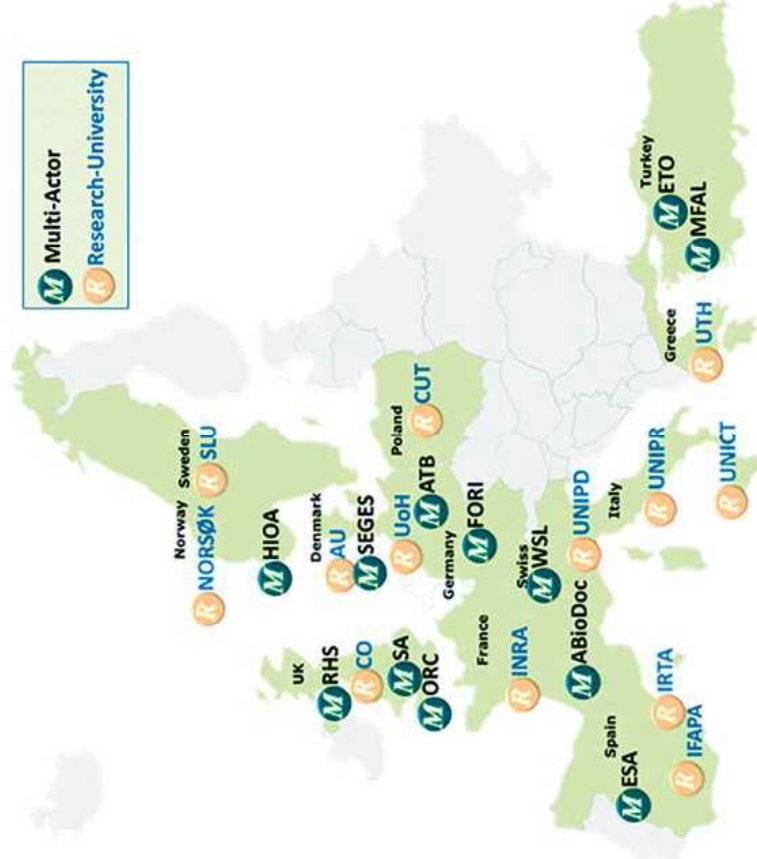 M Multi-Actor
R Research-University
Norway
Sweden
R NORSØK
R SLU
M HIOA
Denmark
R AU
M SEGES
UK
M RHS
R CO
M SA
M ORC
R UoH
M ATB
Poland
R CUT
Germany
M FORI
France
R INRA
Swiss
M WSL
M ABioDoc
R UNIPD
Italy
R UNIPR
R UNICT
Spain
M ESA
R IRTA
R IFAPA
Greece
R UTH
Turkey
M ETO
M MFAL